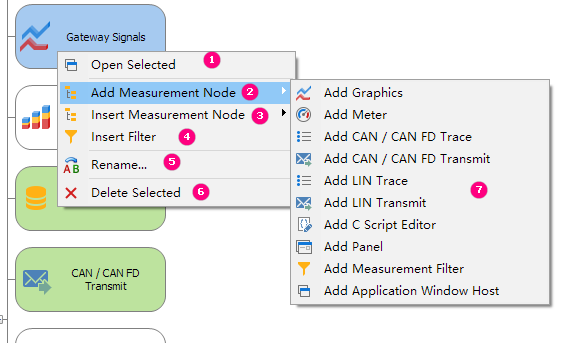 Gateway Signals
Open Selected 1
Add Measurement Node 2
Insert Measurement Node 3
Insert Filter 4
AB Rename... 5
Delete Selected 6
Add Graphics
Add Meter
Add CAN / CAN FD Trace
Add CAN / CAN FD Transmit
Add LIN Trace 7
Add LIN Transmit
Add C Script Editor
Add Panel
Add Measurement Filter
Add Application Window Host
CAN / CAN FD
Transmit